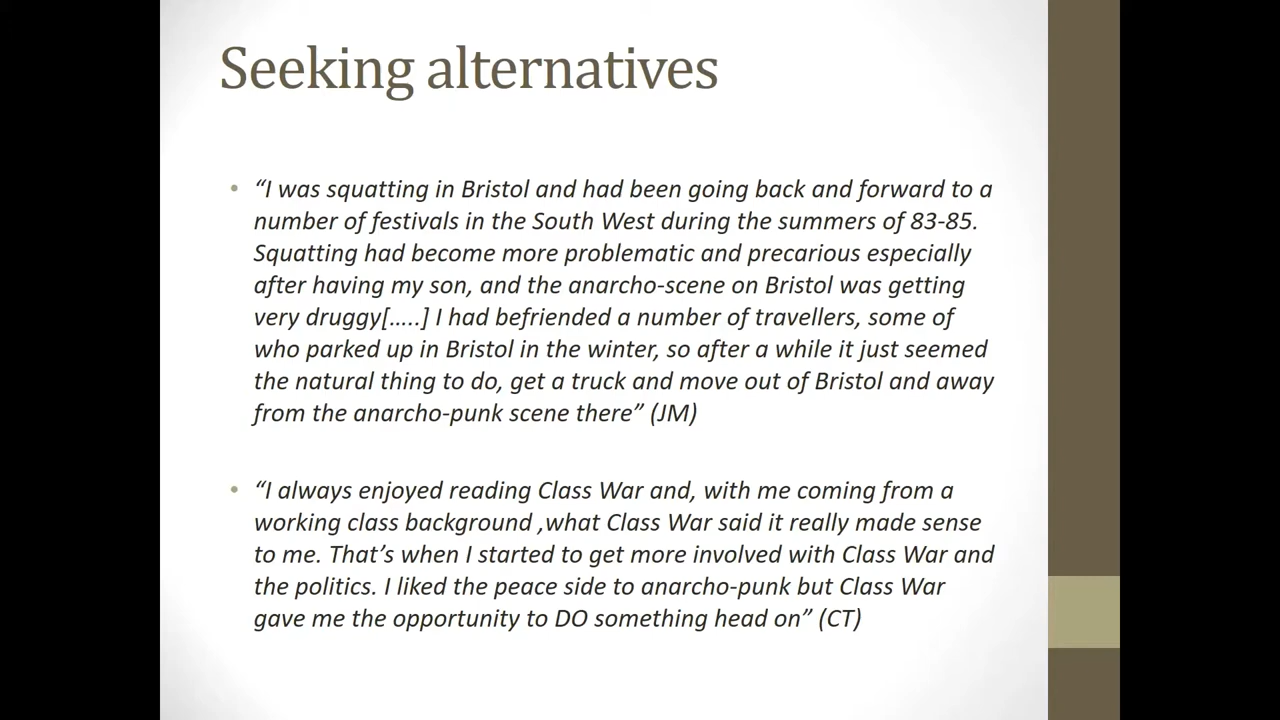 Seeking alternatives
• “I was squatting in Bristol and had been going back and forward to a
number of festivals in the South West during the summers of 83-85.
Squatting had become more problematic and precarious especially
after having my son, and the anarcho-scene on Bristol was getting
very druggy[…..] I had befriended a number of travellers, some of
who parked up in Bristol in the winter, so after a while it just seemed
the natural thing to do, get a truck and move out of Bristol and away
from the anarcho-punk scene there” (JM)
• “I always enjoyed reading Class War and, with me coming from a
working class background ,what Class War said it really made sense
to me. That’s when I started to get more involved with Class War and
the politics. I liked the peace side to anarcho-punk but Class War
gave me the opportunity to DO something head on” (CT)